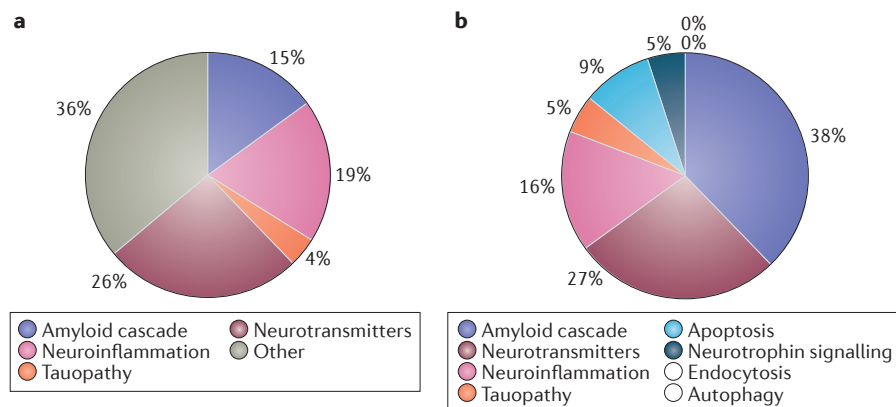 a
15%
36%
19%
4%
26%
Amyloid cascade
Neuroinflammation
Tauopathy
Neurotransmitters
Other
b
0%
5% 0%
9%
5%
38%
16%
27%
Amyloid cascade
Neurotransmitters
Neuroinflammation
Tauopathy
Apoptosis
Neurotrophin signalling
Endocytosis
Autophagy